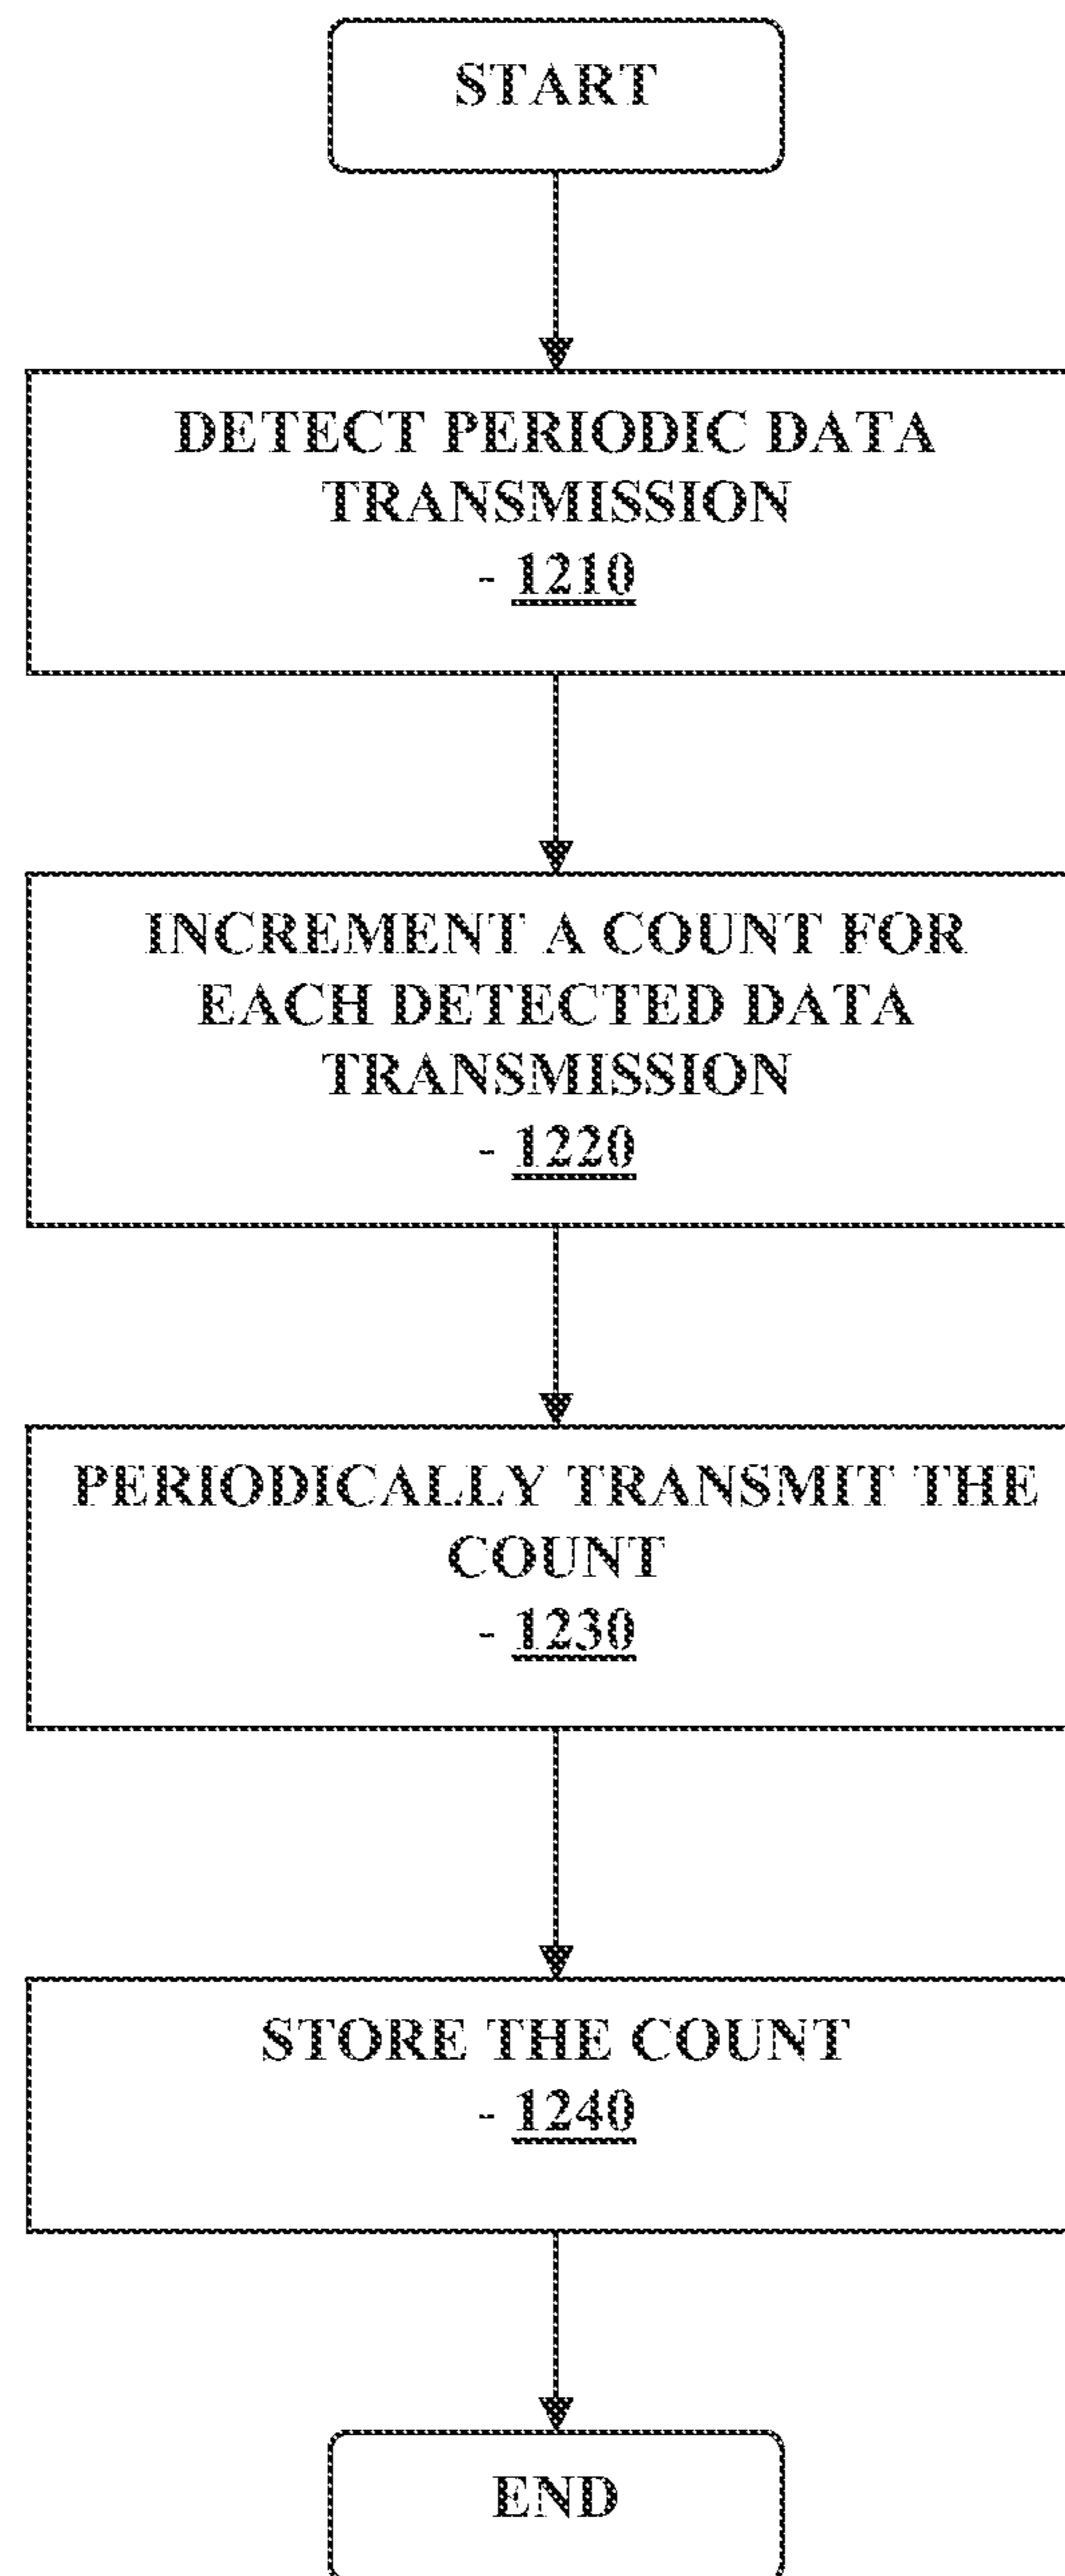 START
DETECT PERIODIC DATA
TRANSMISSION
- 1210
INCREMENT A COUNT FOR
EACH DETECTED DATA
TRANSMISSION
- 1220
PERIODICALLY TRANSMIT THE
COUNT
- 1230
STORE THE COUNT
- 1240
END